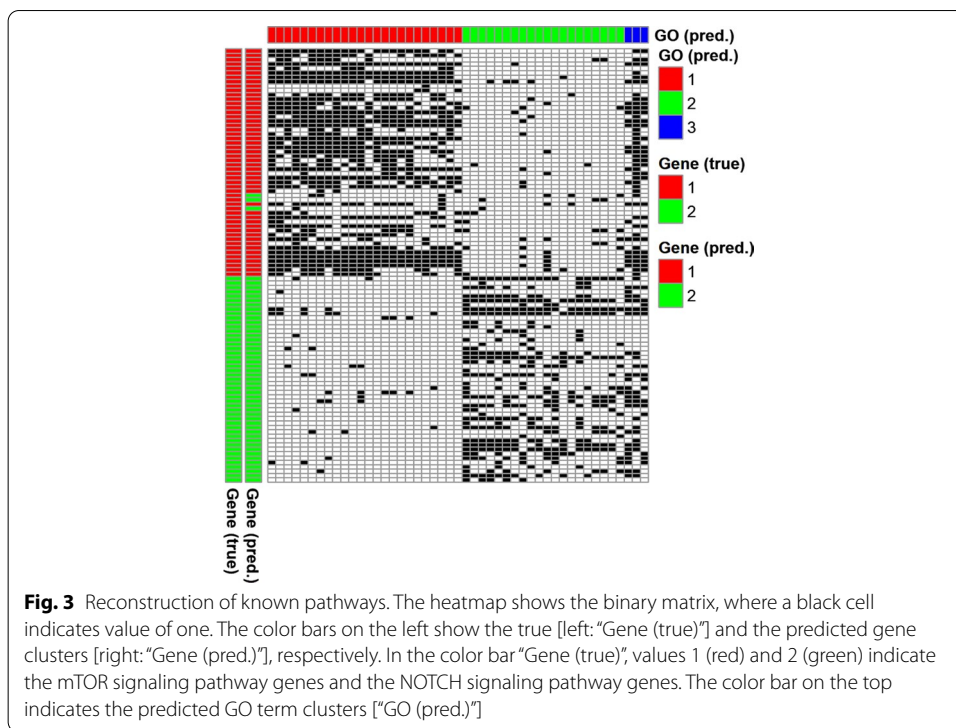 GO (pred.)
GO (pred.)
1
2
3
Gene (true)
1
2
Gene (pred.)
1
2
Gene (true)
Gene (pred.)
Fig. 3 Reconstruction of known pathways. The heatmap shows the binary matrix, where a black cell
indicates value of one. The color bars on the left show the true [left: “Gene (true)”] and the predicted gene
clusters [right: “Gene (pred.)”], respectively. In the color bar “Gene (true)”, values 1 (red) and 2 (green) indicate
the mTOR signaling pathway genes and the NOTCH signaling pathway genes. The color bar on the top
indicates the predicted GO term clusters [“GO (pred.)”]